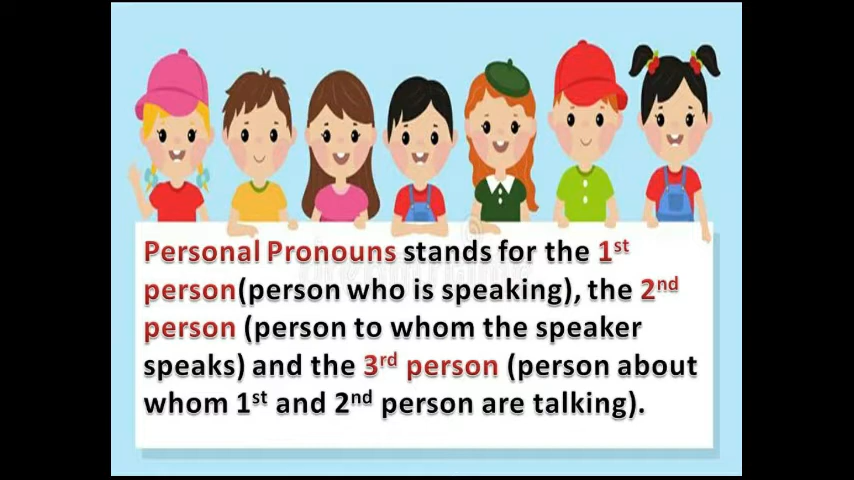 Personal Pronouns stands for the 1st
person(person who is speaking), the 2nd
person (person to whom the speaker
speaks) and the 3rd person (person about
whom 1st and 2nd person are talking).